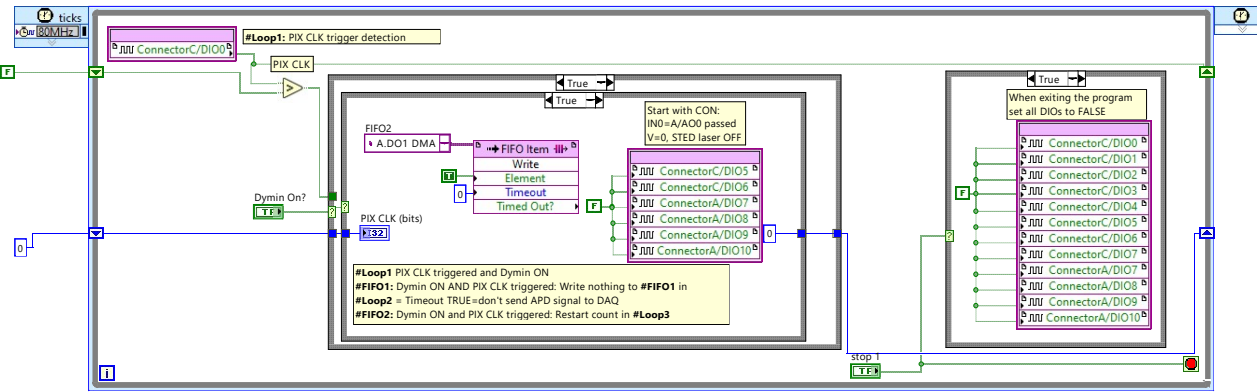 ticks
80MHz
ConnectorC/DIO0
#Loop1: PIX CLK trigger detection
PIX CLK
F
True
True
FIFO2
A.DO1 DMA
FIFO Item
Write
Element
Timeout
Timed Out?
T
0
Start with CON:
IN0=A/AO0 passed
V=0, STED laser OFF
F
ConnectorC/DIO5
ConnectorC/DIO6
ConnectorA/DIO7
ConnectorA/DIO8
ConnectorA/DIO9
ConnectorA/DIO10
0
Dymin On?
TF
PIX CLK (bits)
I32
0
#Loop1 PIX CLK triggered and Dymin ON
#FIFO1: Dymin ON AND PIX CLK triggered: Write nothing to #FIFO1 in
#Loop2 = Timeout TRUE=don't send APD signal to DAQ
#FIFO2: Dymin ON and PIX CLK triggered: Restart count in #Loop3
True
When exiting the program
set all DIOs to FALSE
F
ConnectorC/DIO0
ConnectorC/DIO1
ConnectorC/DIO2
ConnectorC/DIO3
ConnectorC/DIO4
ConnectorC/DIO5
ConnectorC/DIO6
ConnectorA/DIO7
ConnectorA/DIO8
ConnectorA/DIO9
ConnectorA/DIO10
stop 1
TF
i